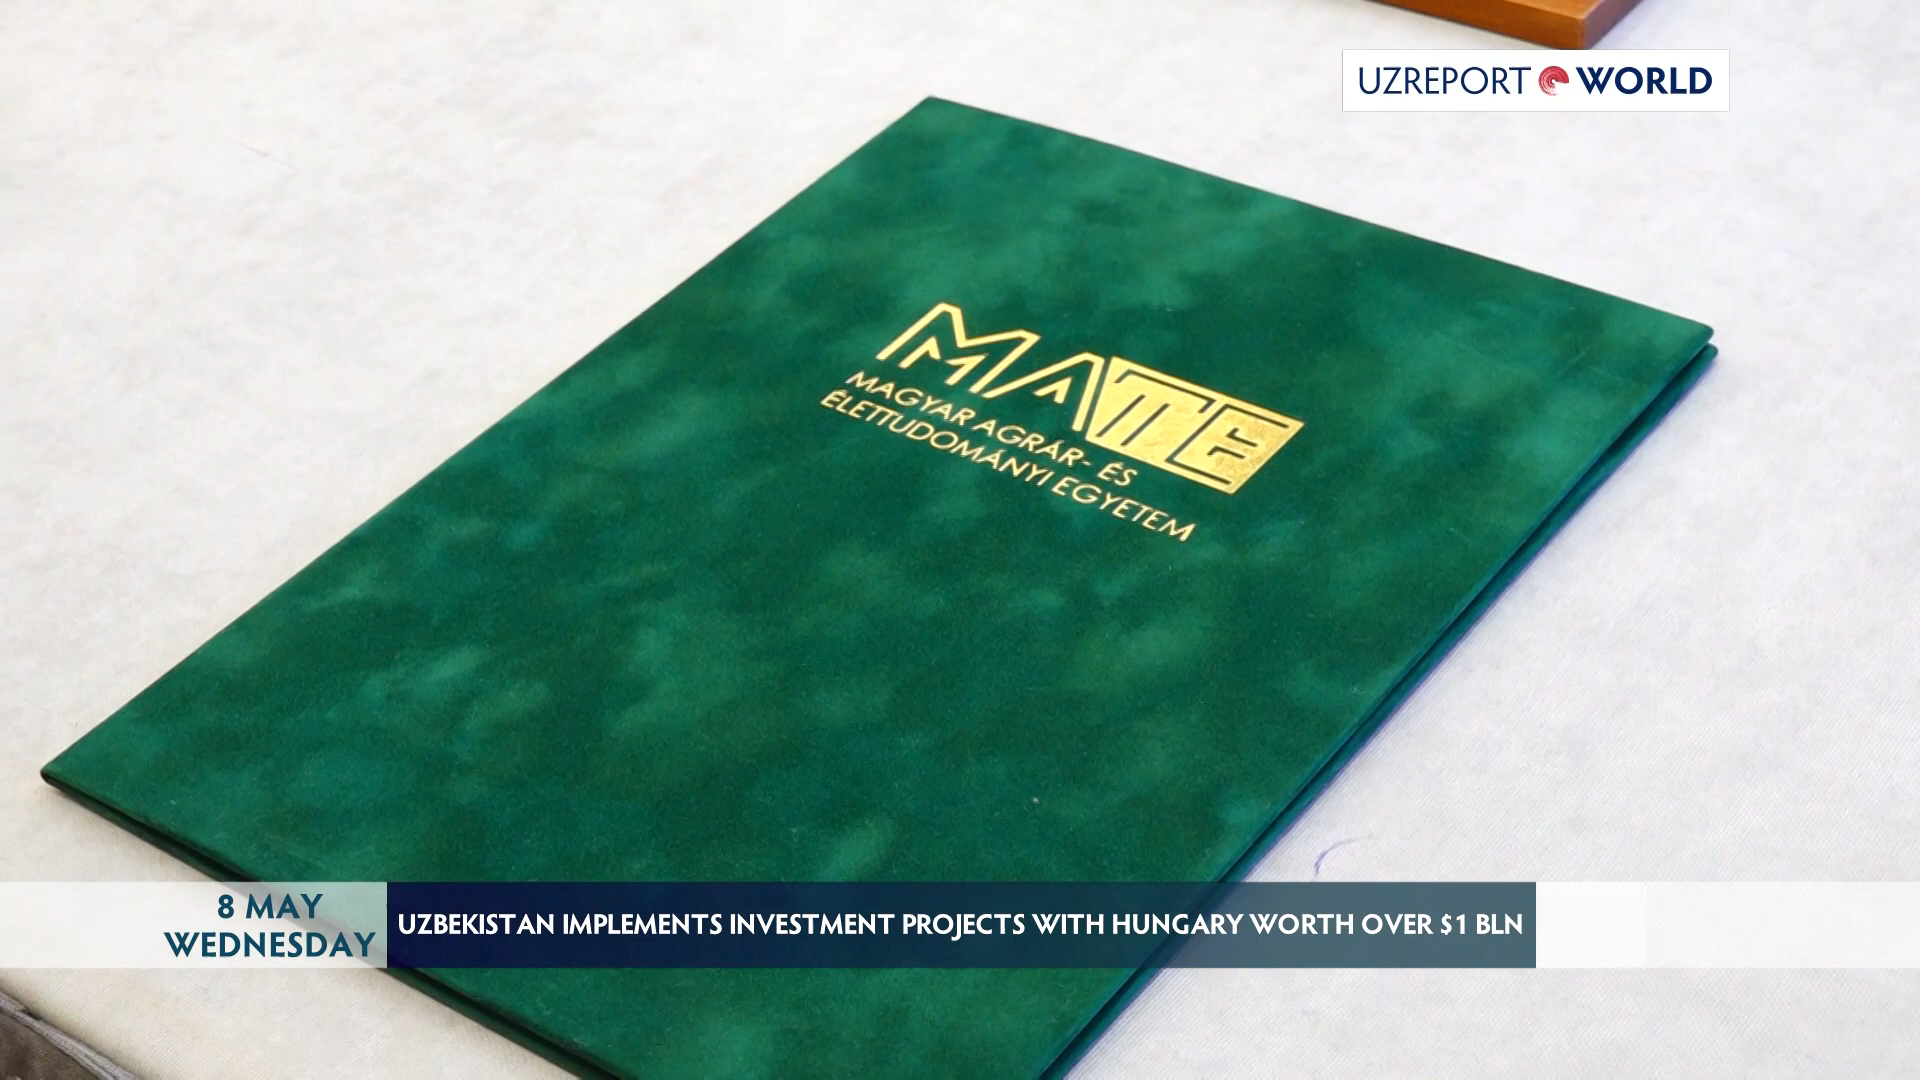 UZREPORT WORLD
MATE
MAGYAR AGRÁR- ÉS
ÉLETTUDOMÁNYI EGYETEM
8 MAY
WEDNESDAY
UZBEKISTAN IMPLEMENTS INVESTMENT PROJECTS WITH HUNGARY WORTH OVER $1 BLN